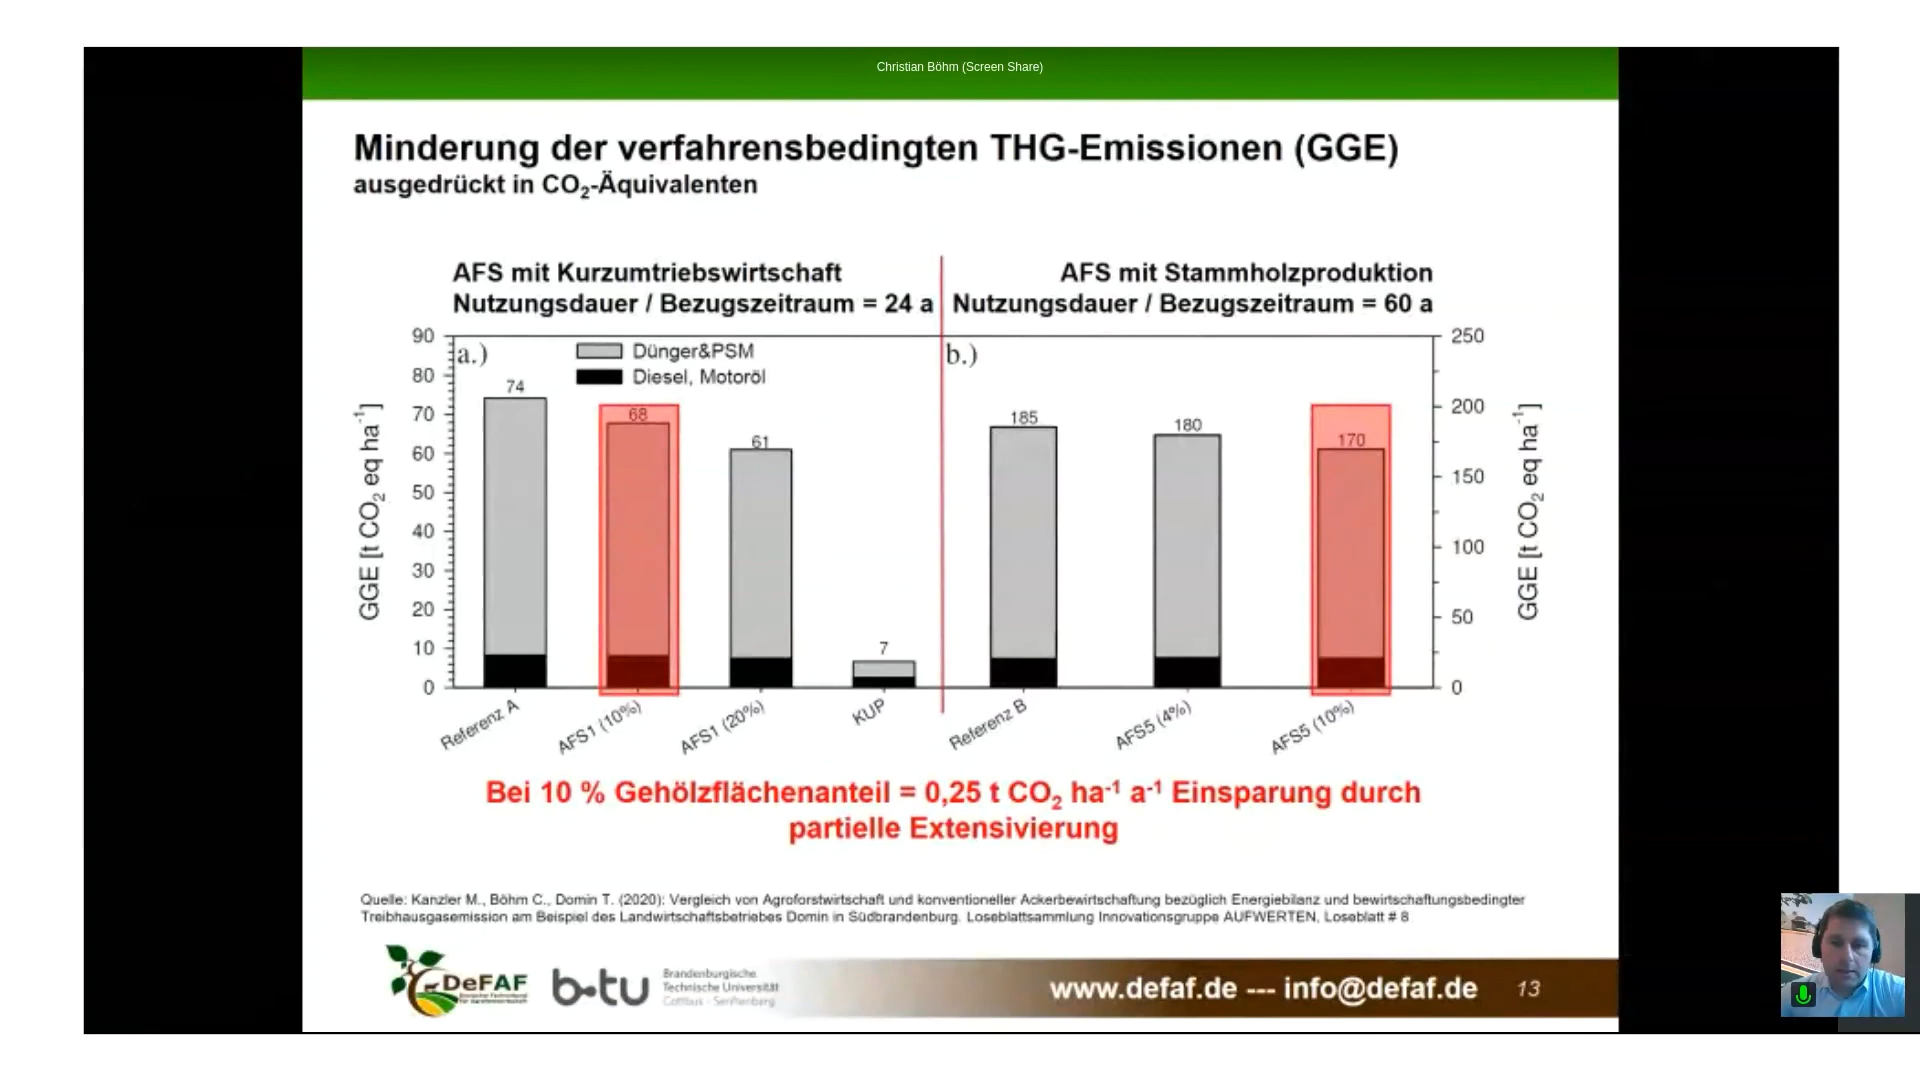 Christian Böhm (Screen Share)
Minderung der verfahrensbedingten THG-Emissionen (GGE)
ausgedrückt in CO₂-Äquivalenten
AFS mit Kurzumtriebswirtschaft
Nutzungsdauer / Bezugszeitraum = 24 a
AFS mit Stammholzproduktion
Nutzungsdauer / Bezugszeitraum = 60 a
a.)
Dünger&PSM
Diesel, Motoröl
b.)
GGE [t CO₂ eq ha⁻¹]
90
80
70
60
50
40
30
20
10
0
74
68
61
7
185
180
170
250
200
150
100
50
0
GGE [t CO₂ eq ha⁻¹]
Referenz A
AFS1 (10%)
AFS1 (20%)
KUP
Referenz B
AFS5 (4%)
AFS5 (10%)
Bei 10 % Gehölzflächenanteil = 0,25 t CO₂ ha⁻¹ a⁻¹ Einsparung durch
partielle Extensivierung
Quelle: Kanzler M., Böhm C., Domin T. (2020): Vergleich von Agroforstwirtschaft und konventioneller Ackerbewirtschaftung bezüglich Energiebilanz und bewirtschaftungsbedingter
Treibhausgasemission am Beispiel des Landwirtschaftsbetriebes Domin in Südbrandenburg. Loseblattsammlung Innovationsgruppe AUFWERTEN, Loseblatt # 8
DeFAF
b-tu
Brandenburgische
Technische Universität
Cottbus - Senftenberg
www.defaf.de --- info@defaf.de
13